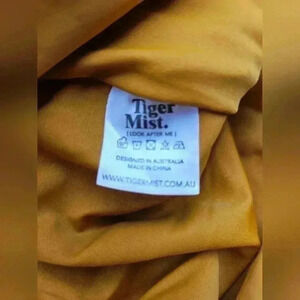 Tiger
Mist.
[ LOOK AFTER ME ]
DESIGNED IN AUSTRALIA
MADE IN CHINA
WWW.TIGERMIST.COM.AU